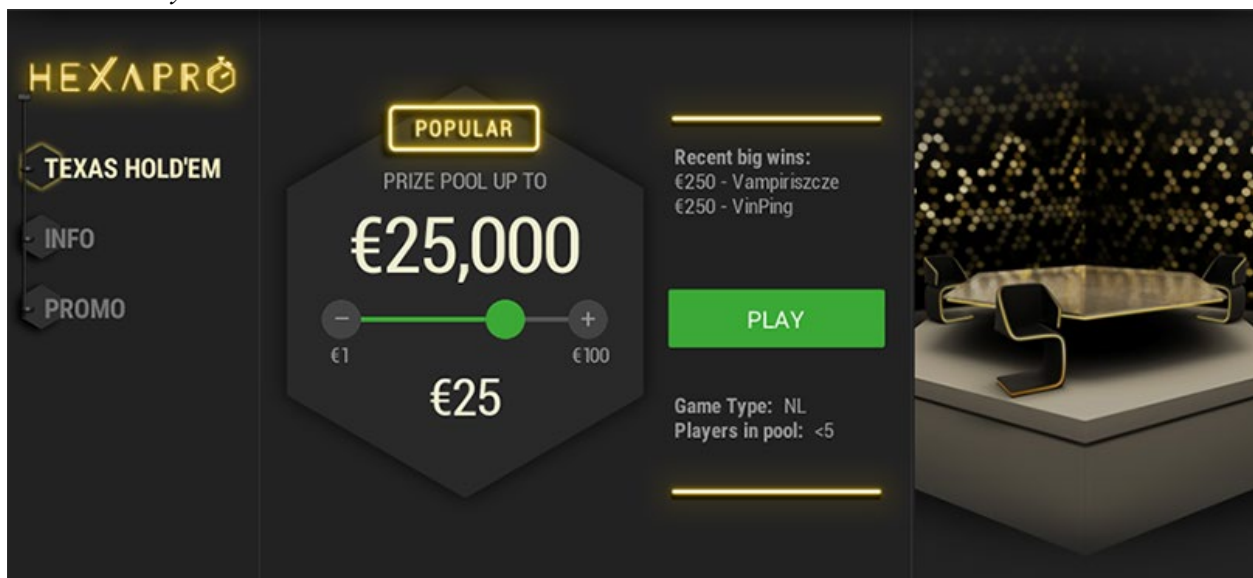 HEXAPRO
TEXAS HOLD'EM
INFO
PROMO
POPULAR
PRIZE POOL UP TO
€25,000
− +
€1 €100
€25
Recent big wins:
€250 - Vampiriszcze
€250 - VinPing
PLAY
Game Type: NL
Players in pool: <5